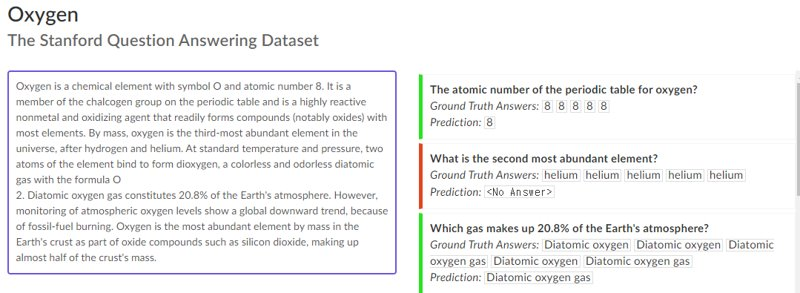 Oxygen
The Stanford Question Answering Dataset
Oxygen is a chemical element with symbol O and atomic number 8. It is a
member of the chalcogen group on the periodic table and is a highly reactive
nonmetal and oxidizing agent that readily forms compounds (notably oxides) with
most elements. By mass, oxygen is the third-most abundant element in the
universe, after hydrogen and helium. At standard temperature and pressure, two
atoms of the element bind to form dioxygen, a colorless and odorless diatomic
gas with the formula O
2. Diatomic oxygen gas constitutes 20.8% of the Earth's atmosphere. However,
monitoring of atmospheric oxygen levels show a global downward trend, because
of fossil-fuel burning. Oxygen is the most abundant element by mass in the
Earth's crust as part of oxide compounds such as silicon dioxide, making up
almost half of the crust's mass.
The atomic number of the periodic table for oxygen?
Ground Truth Answers: 8 8 8 8 8
Prediction: 8
What is the second most abundant element?
Ground Truth Answers: helium helium helium helium helium
Prediction: <No Answer>
Which gas makes up 20.8% of the Earth's atmosphere?
Ground Truth Answers: Diatomic oxygen Diatomic oxygen Diatomic
oxygen gas Diatomic oxygen Diatomic oxygen gas
Prediction: Diatomic oxygen gas